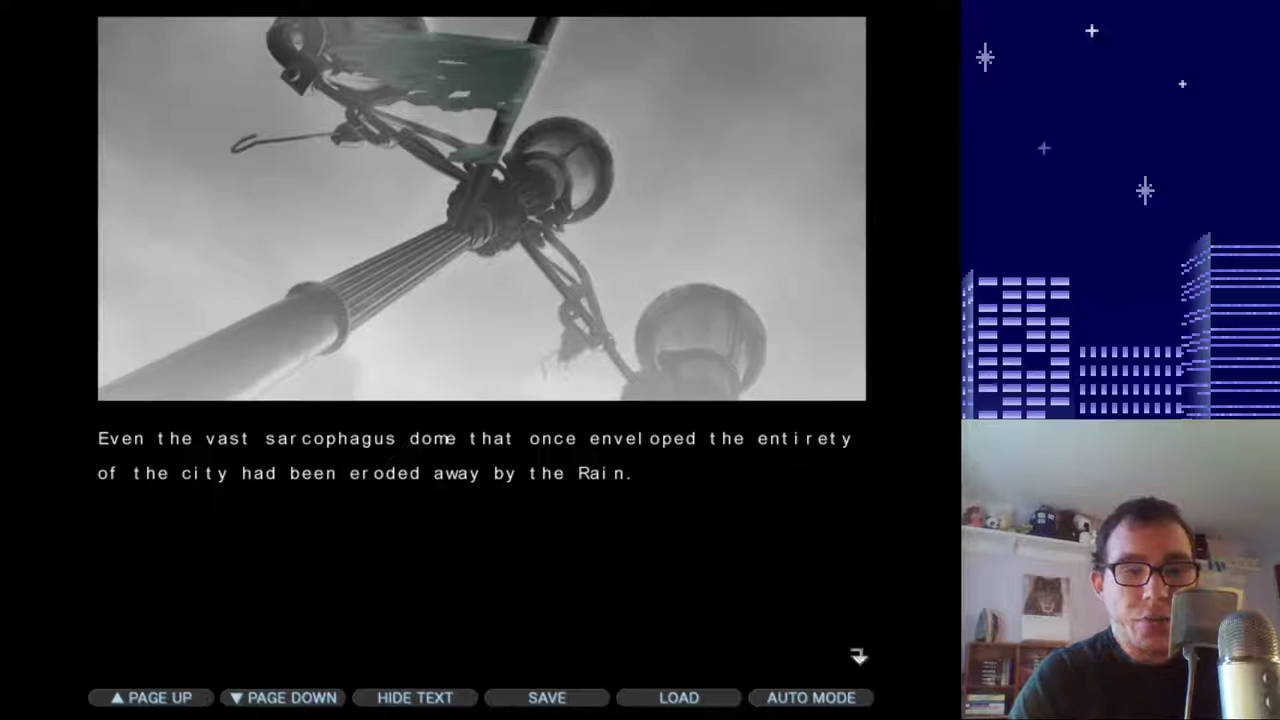 Even the vast sarcophagus dome that once enveloped the entirety
of the city had been eroded away by the Rain.
▲ PAGE UP ▼ PAGE DOWN HIDE TEXT SAVE LOAD AUTO MODE